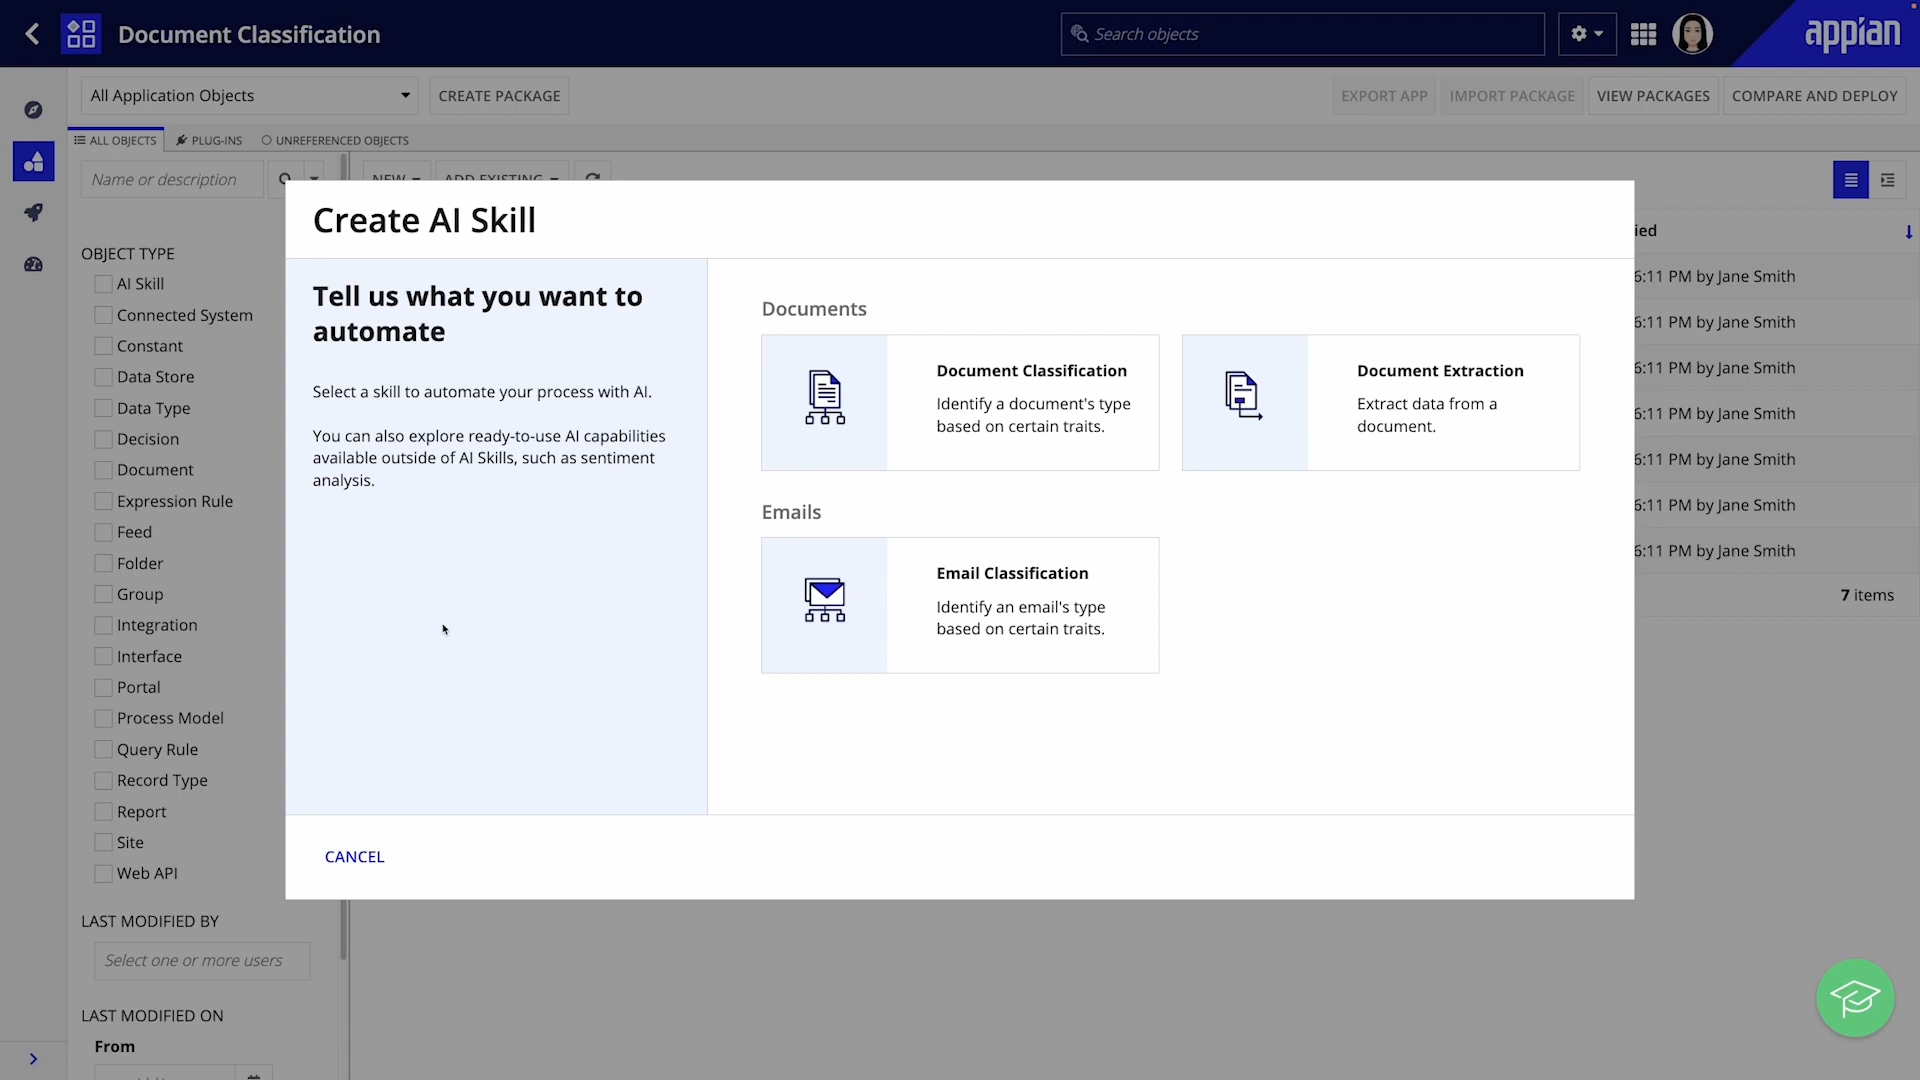 Document Classification
Search objects
appian
All Application Objects
CREATE PACKAGE
EXPORT APP
IMPORT PACKAGE
VIEW PACKAGES
COMPARE AND DEPLOY
ALL OBJECTS
PLUG-INS
UNREFERENCED OBJECTS
Name or description
NEW
ADD EXISTING
OBJECT TYPE
AI Skill
Connected System
Constant
Data Store
Data Type
Decision
Document
Expression Rule
Feed
Folder
Group
Integration
Interface
Portal
Process Model
Query Rule
Record Type
Report
Site
Web API
LAST MODIFIED BY
Select one or more users
LAST MODIFIED ON
From
Create AI Skill
Tell us what you want to
automate
Select a skill to automate your process with AI.
You can also explore ready-to-use AI capabilities
available outside of AI Skills, such as sentiment
analysis.
Documents
Document Classification
Identify a document's type
based on certain traits.
Document Extraction
Extract data from a
document.
Emails
Email Classification
Identify an email's type
based on certain traits.
CANCEL
ied
6:11 PM by Jane Smith
6:11 PM by Jane Smith
6:11 PM by Jane Smith
6:11 PM by Jane Smith
6:11 PM by Jane Smith
6:11 PM by Jane Smith
6:11 PM by Jane Smith
7 items